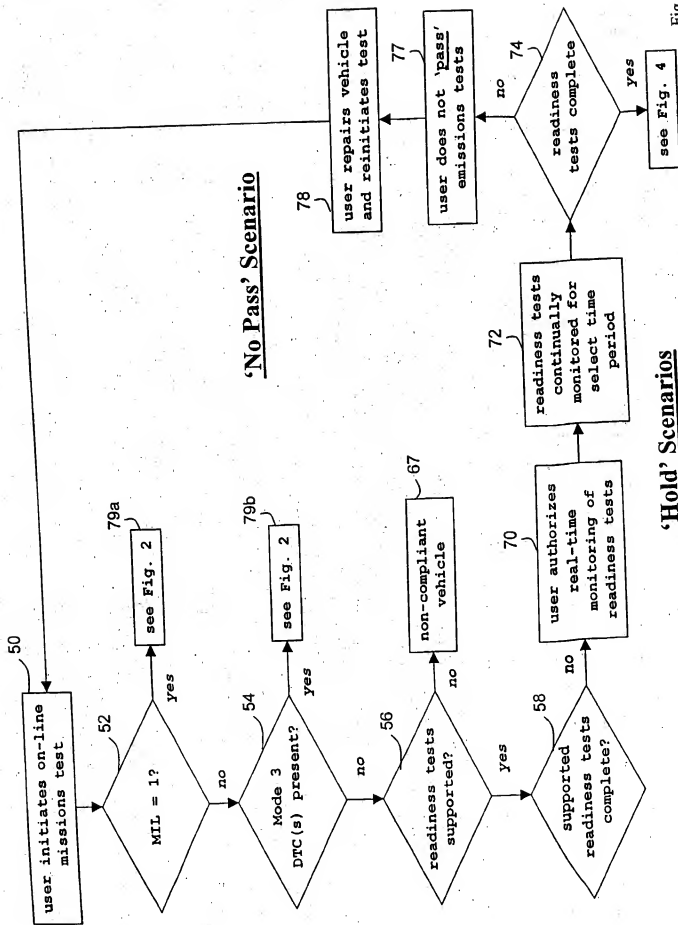 50
user initiates on-line
missions test
52
MIL = 1?
yes
79a
see Fig. 2
no
54
Mode 3
DTC(s) present?
yes
79b
see Fig. 2
no
56
readiness tests
supported?
no
67
non-compliant
vehicle
yes
58
supported
readiness tests
complete?
no
70
user authorizes
real-time
monitoring of
readiness tests
72
readiness tests
continually
monitored for
select time
period
74
readiness
tests complete
no
77
user does not 'pass'
emissions tests
78
user repairs vehicle
and reinitiates test
yes
see Fig. 4
'No Pass' Scenario
'Hold' Scenarios
Fig